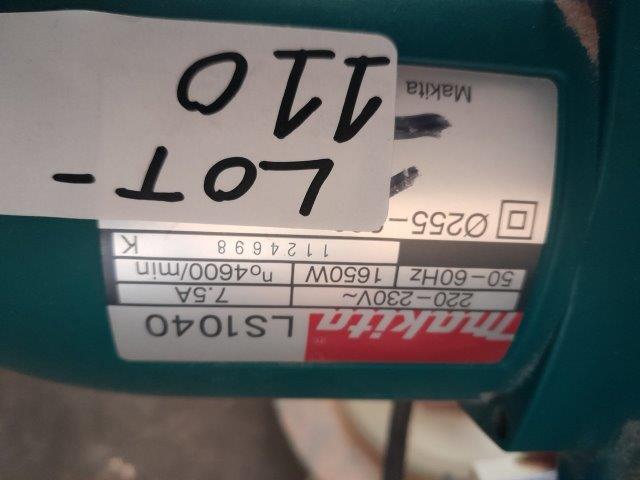 makita LS1040
220–230V~ 7.5A
50–60Hz 1650W n₀4600/min
1124698 K
Ø255–
Makita
LOT-
110